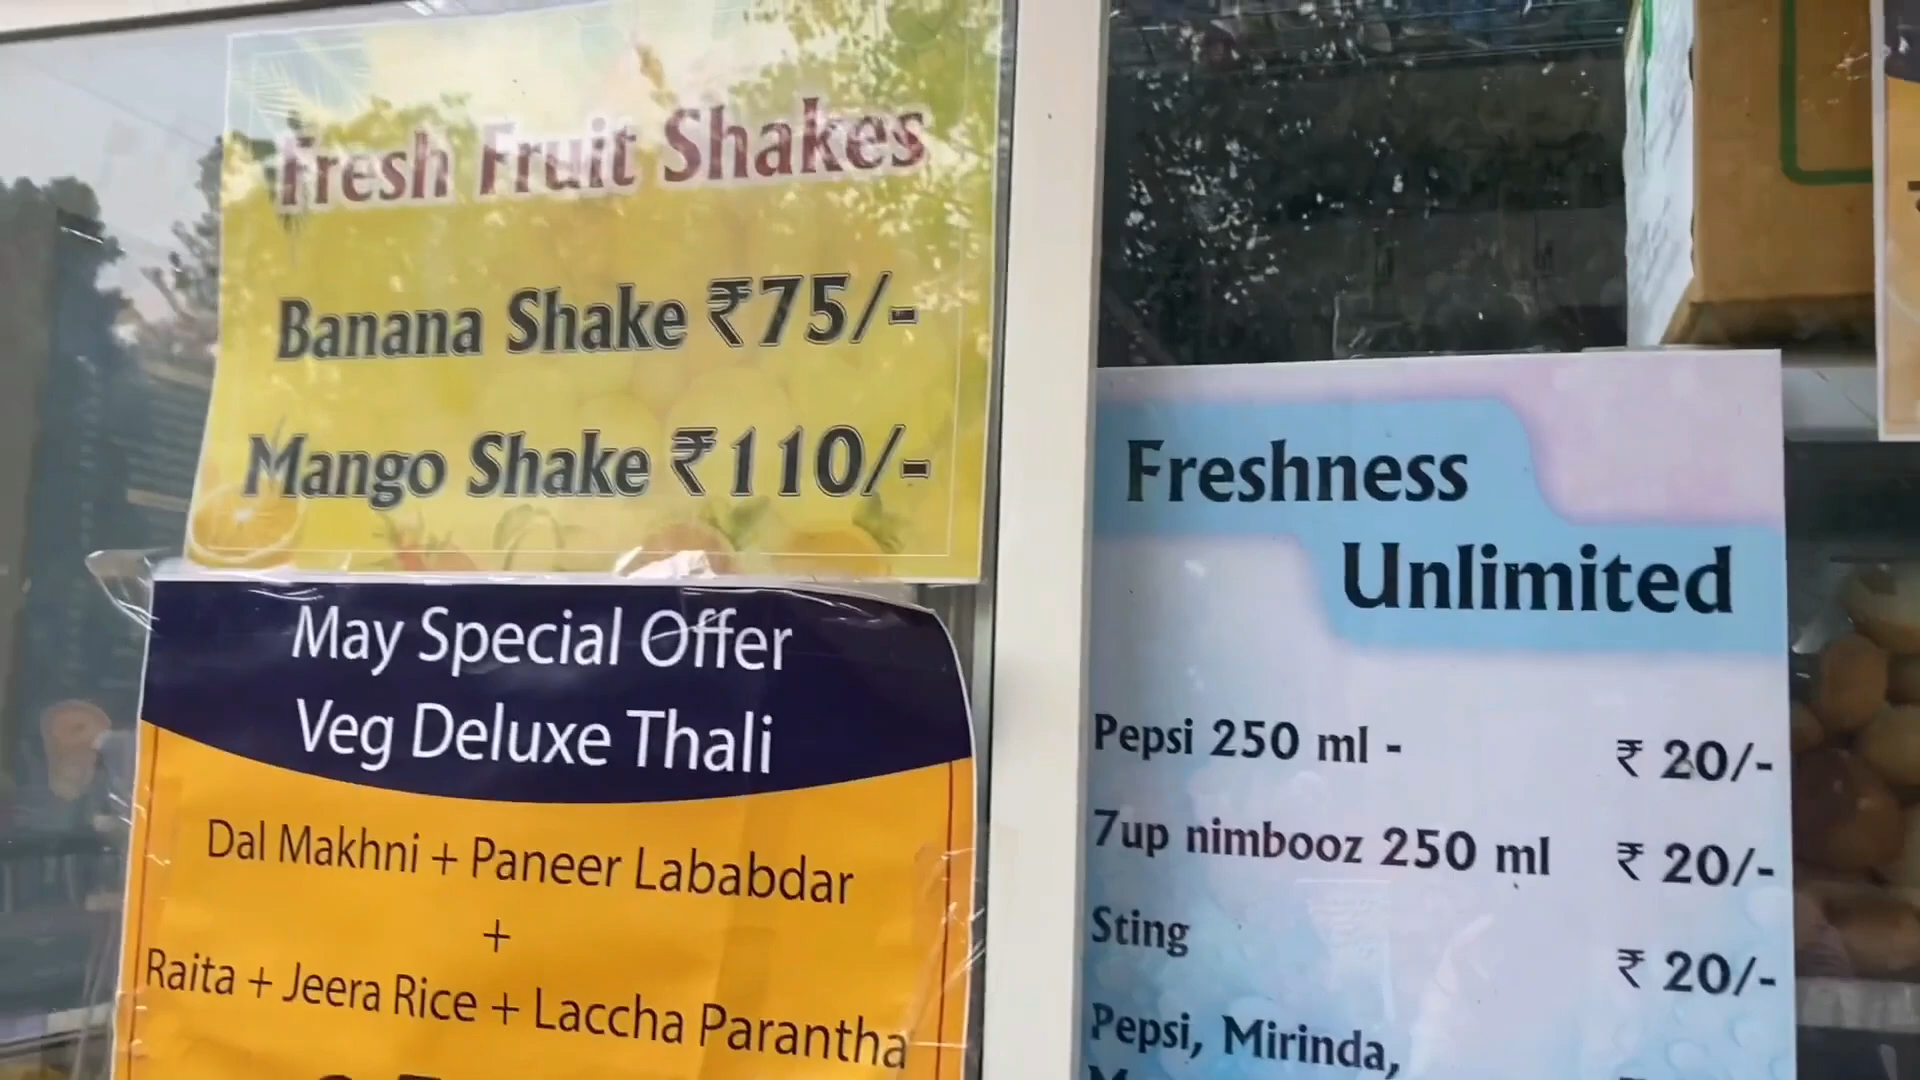 Fresh Fruit Shakes
Banana Shake ₹75/-
Mango Shake ₹110/-
May Special Offer
Veg Deluxe Thali
Dal Makhni + Paneer Lababdar
+
Raita + Jeera Rice + Laccha Parantha
Freshness
Unlimited
Pepsi 250 ml - ₹ 20/-
7up nimbooz 250 ml ₹ 20/-
Sting ₹ 20/-
Pepsi, Mirinda,